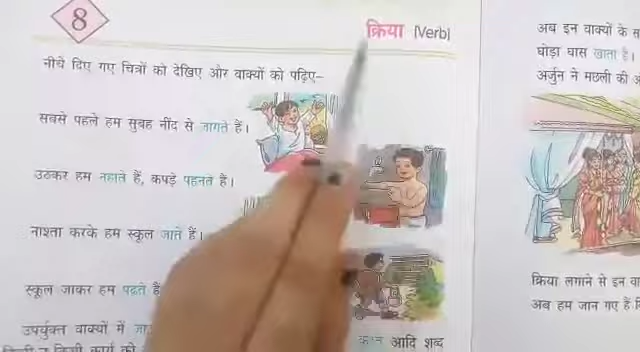 8
क्रिया (Verb)
नीचे दिए गए चित्रों को देखिए और वाक्यों को पढ़िए–
सबसे पहले हम सुबह नींद से जागते हैं।
उठकर हम नहाते हैं, कपड़े पहनते हैं।
नाश्ता करके हम स्कूल जाते हैं।
स्कूल जाकर हम पढ़ते हैं
उपर्युक्त वाक्यों में
आदि शब्द
किसी न किसी कार्य को
अब इन वाक्यों के
घोड़ा घास खाता है।
अर्जुन ने मछली की
क्रिया लगाने से इन
अब हम जान गए हैं